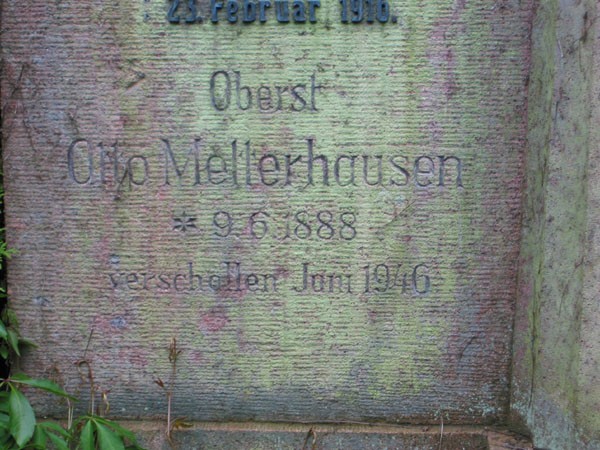 23. Februar 1916.
Oberst
Otto Mellerhausen
* 9. 6. 1888
verschollen Juni 1946